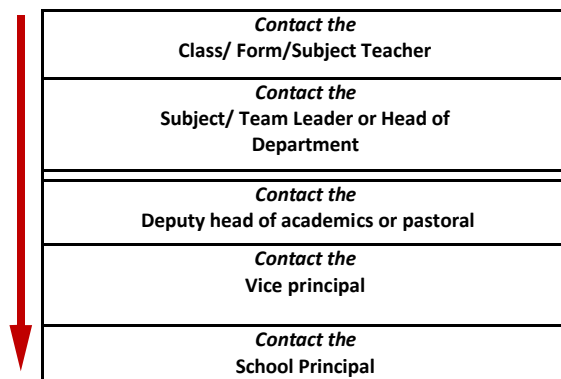 Contact the
Class/ Form/Subject Teacher
Contact the
Subject/ Team Leader or Head of
Department
Contact the
Deputy head of academics or pastoral
Contact the
Vice principal
Contact the
School Principal